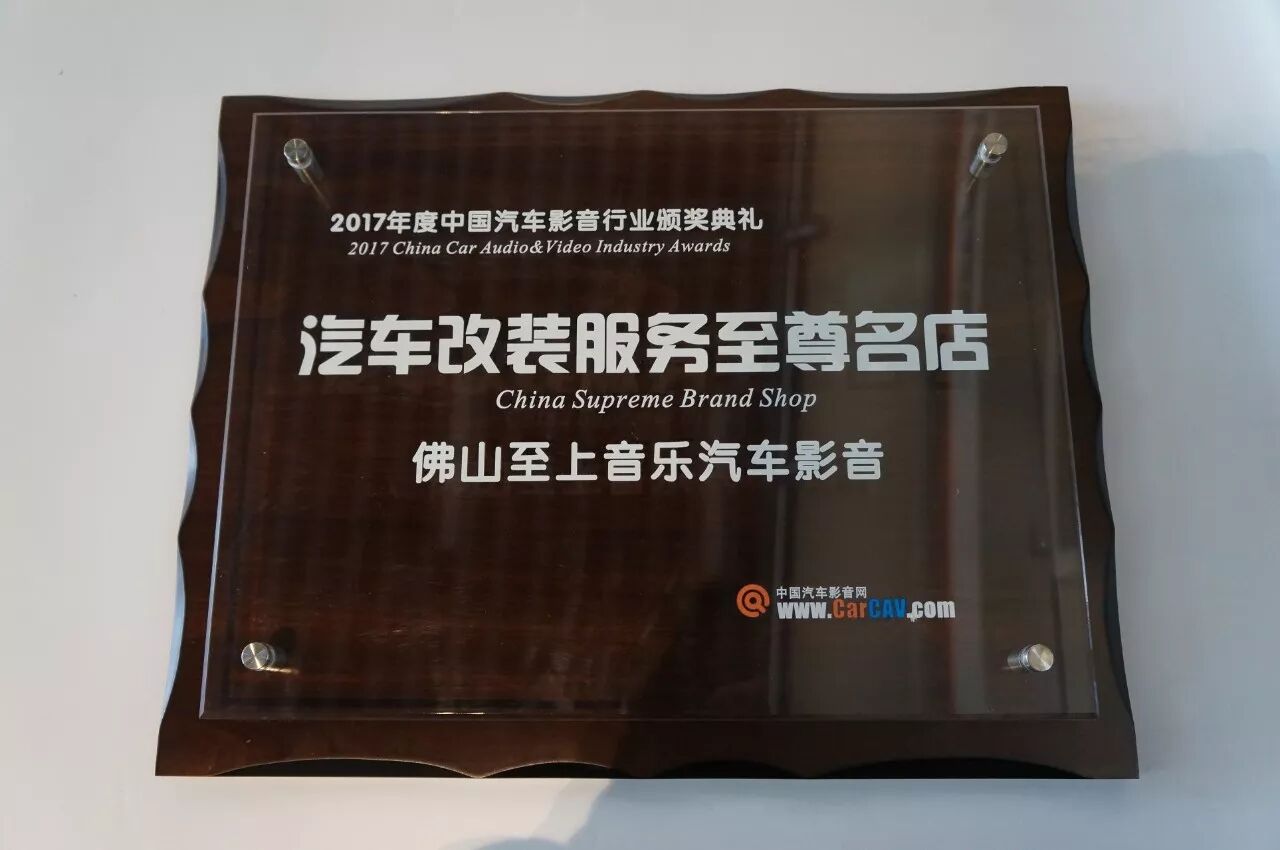 2017年度中国汽车影音行业颁奖典礼
2017 China Car Audio&Video Industry Awards
汽车改装服务至尊名店
China Supreme Brand Shop
佛山至上音乐汽车影音
中国汽车影音网
www.CarCAV.com